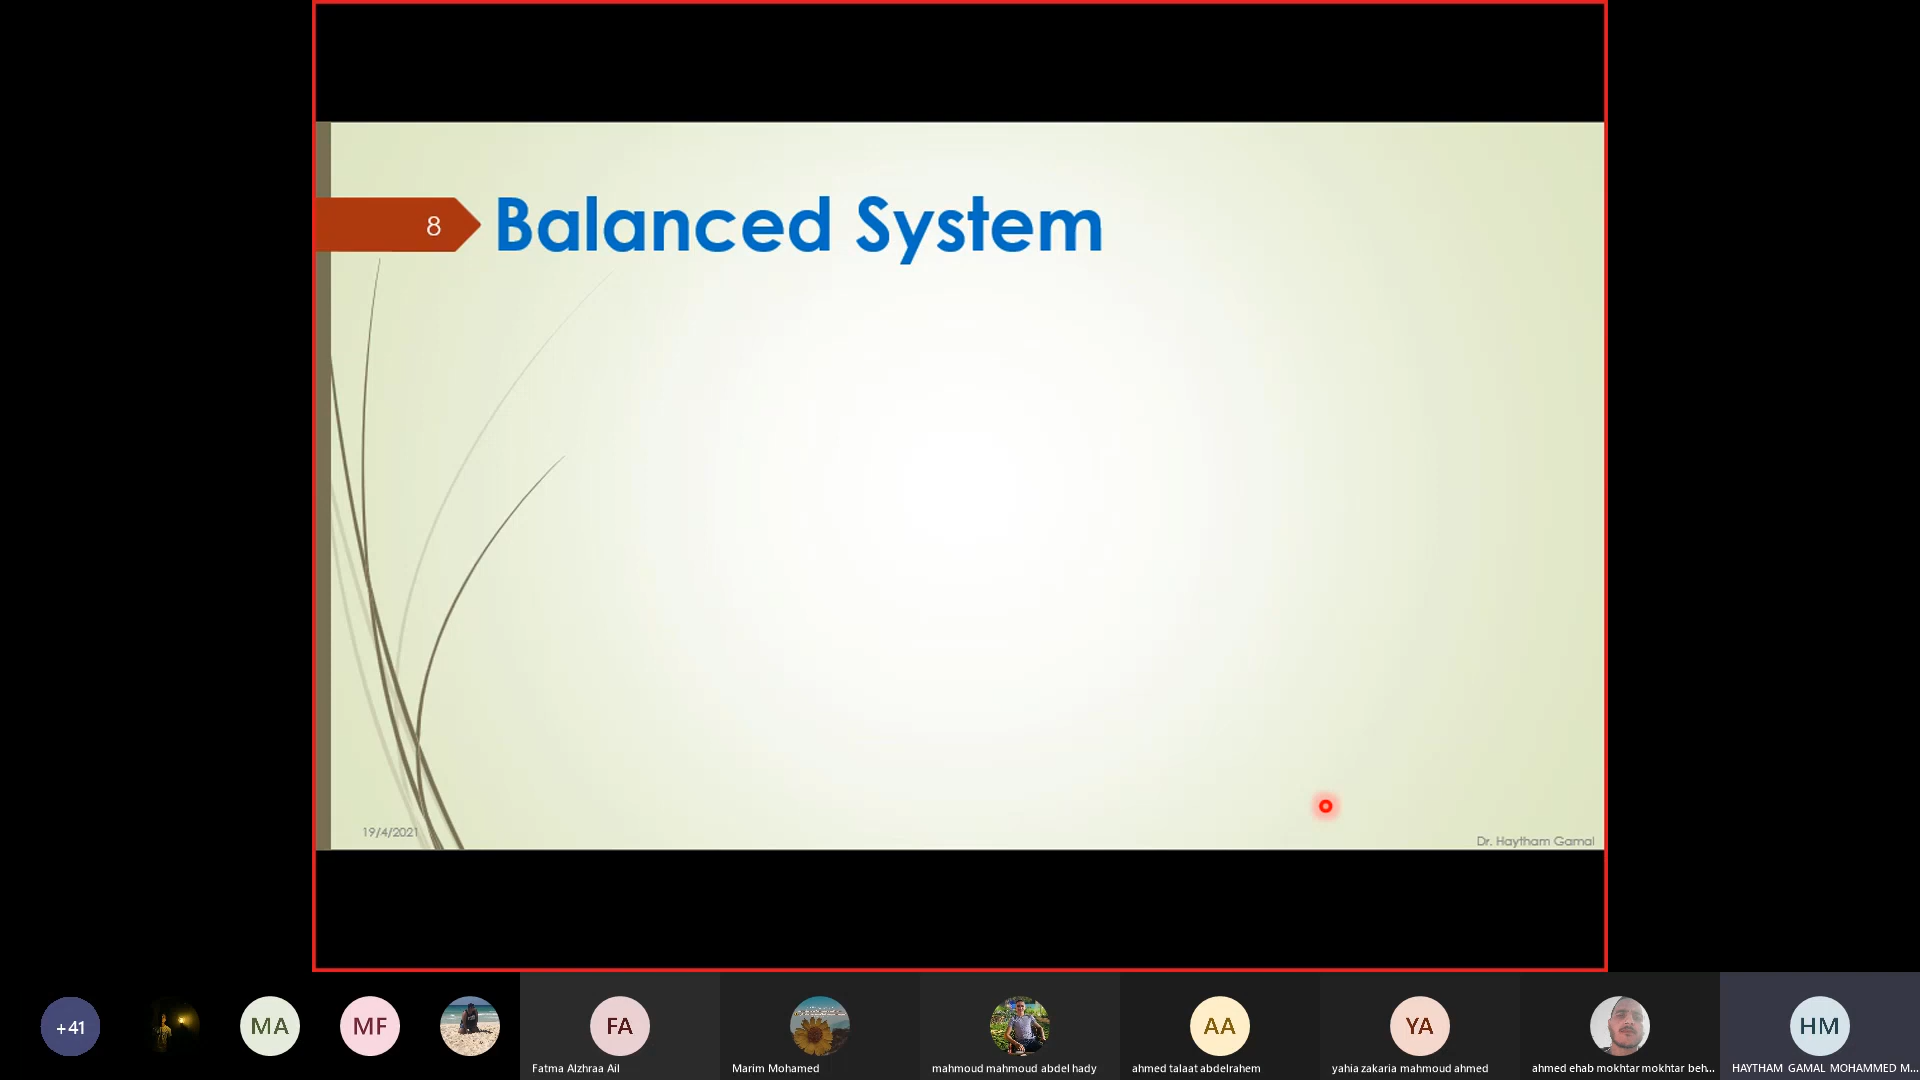 8
Balanced System
19/4/2021
Dr. Haytham Gamal
+41
MA
MF
FA
AA
YA
HM
Fatma Alzhraa Ail
Marim Mohamed
mahmoud mahmoud abdel hady
ahmed talaat abdelrahem
yahia zakaria mahmoud ahmed
ahmed ehab mokhtar mokhtar beh...
HAYTHAM GAMAL MOHAMMED M...